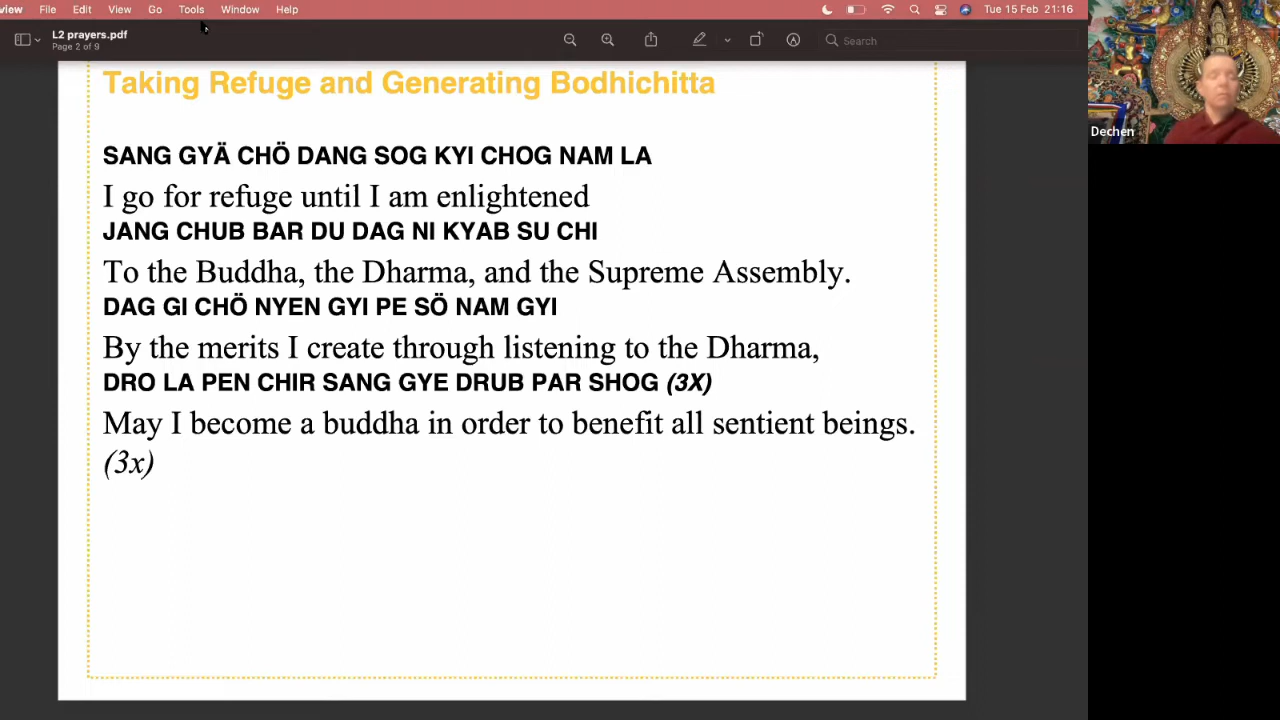 view File Edit View Go Tools Window Help Tue 15 Feb 21:16
L2 prayers.pdf
Page 2 of 9
Search
Taking Refuge and Generating Bodhichitta
SANG GYÄ CHÖ DANG SOG KYI CHOG NAM LA
I go for refuge until I am enlightened
JANG CHUB BAR DU DAG NI KYAB SU CHI
To the Buddha, the Dharma, and the Supreme Assembly.
DAG GI CHÖ NYEN GYI PE SÖ NAM GYI
By the merits I create through listening to the Dharma,
DRO LA PEN CHIR SANG GYE DRUB PAR SHOG (3X)
May I become a buddha in order to benefit all sentient beings.
(3x)
Dechen